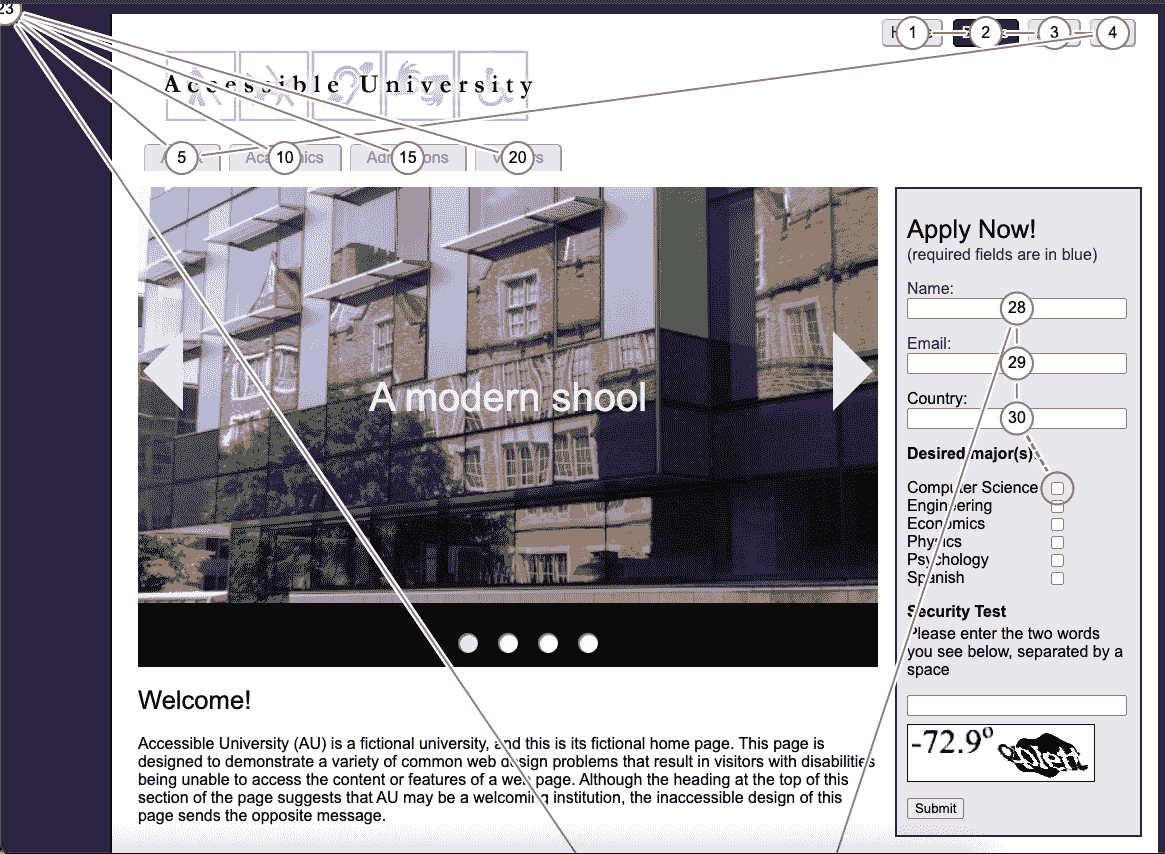 23
1 2 3 4
Accessible University
5 10 15 20
A modern shool
Apply Now!
(required fields are in blue)
Name:
28
Email:
29
Country:
30
Desired major(s)
Computer Science
Engineering
Economics
Physics
Psychology
Spanish
Security Test
Please enter the two words
you see below, separated by a
space
-72.9º
Submit
Welcome!
Accessible University (AU) is a fictional university, and this is its fictional home page. This page is
designed to demonstrate a variety of common web design problems that result in visitors with disabilities
being unable to access the content or features of a web page. Although the heading at the top of this
section of the page suggests that AU may be a welcoming institution, the inaccessible design of this
page sends the opposite message.